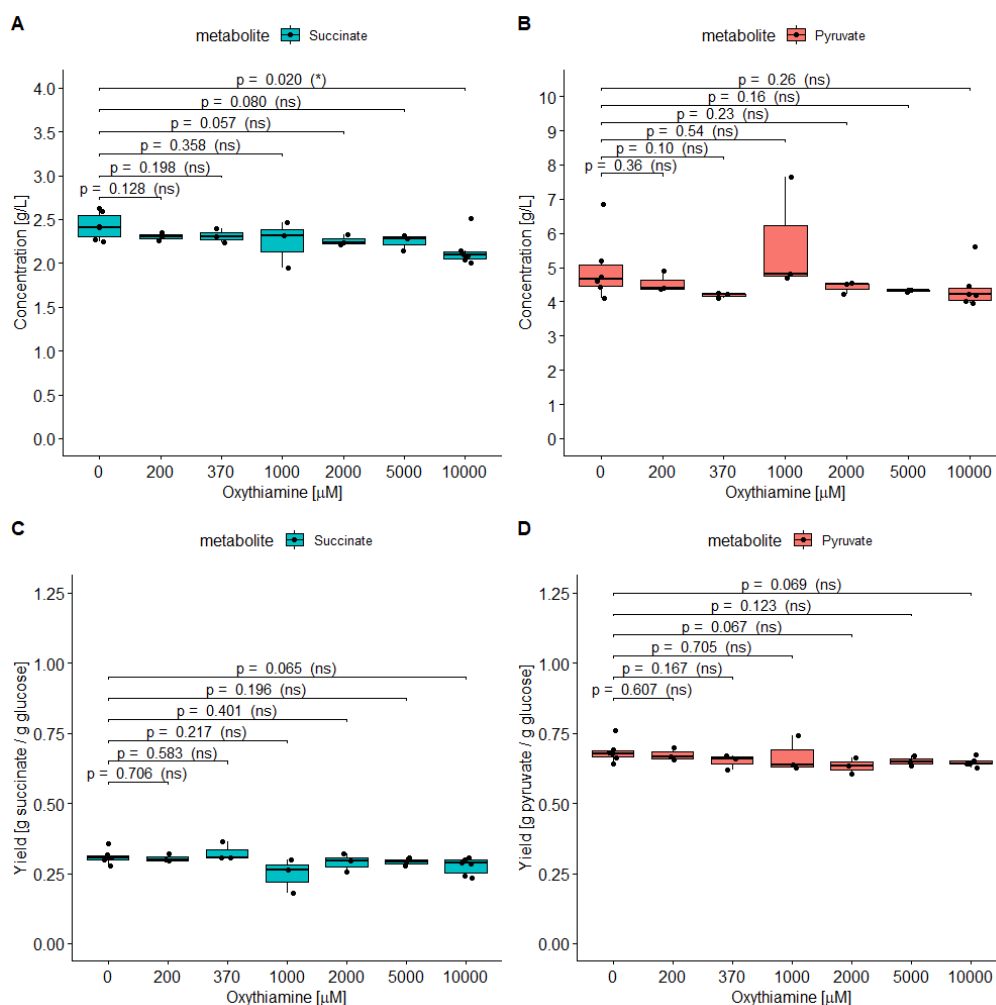 A
metabolite Succinate
p = 0.020 (*)
p = 0.080 (ns)
p = 0.057 (ns)
p = 0.358 (ns)
p = 0.198 (ns)
p = 0.128 (ns)
Concentration [g/L]
4.0
3.5
3.0
2.5
2.0
1.5
1.0
0.5
0.0
0 200 370 1000 2000 5000 10000
Oxythiamine [µM]
B
metabolite Pyruvate
p = 0.26 (ns)
p = 0.16 (ns)
p = 0.23 (ns)
p = 0.54 (ns)
p = 0.10 (ns)
p = 0.36 (ns)
Concentration [g/L]
10
9
8
7
6
5
4
3
2
1
0
0 200 370 1000 2000 5000 10000
Oxythiamine [µM]
C
metabolite Succinate
p = 0.065 (ns)
p = 0.196 (ns)
p = 0.401 (ns)
p = 0.217 (ns)
p = 0.583 (ns)
p = 0.706 (ns)
Yield [g succinate / g glucose]
1.25
1.00
0.75
0.50
0.25
0.00
0 200 370 1000 2000 5000 10000
Oxythiamine [µM]
D
metabolite Pyruvate
p = 0.069 (ns)
p = 0.123 (ns)
p = 0.067 (ns)
p = 0.705 (ns)
p = 0.167 (ns)
p = 0.607 (ns)
Yield [g pyruvate / g glucose]
1.25
1.00
0.75
0.50
0.25
0.00
0 200 370 1000 2000 5000 10000
Oxythiamine [µM]